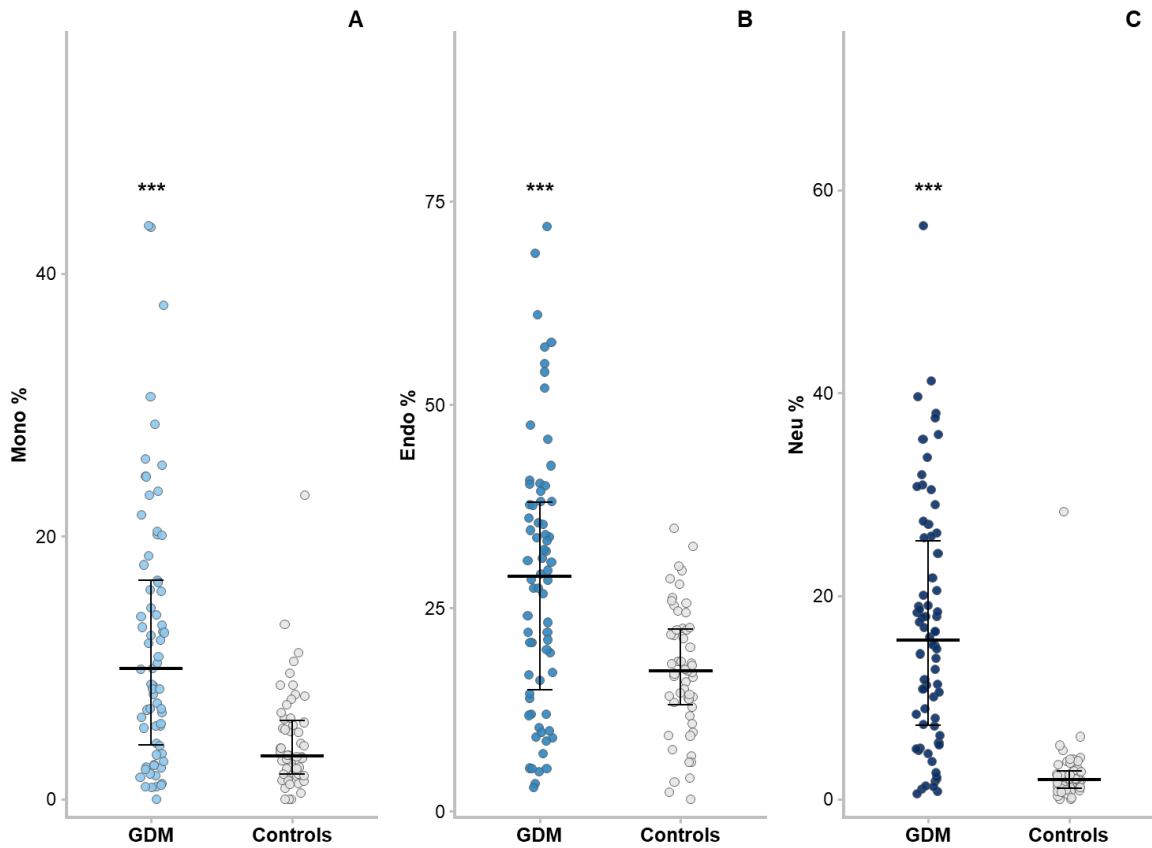 A
Mono %
40
20
0
***
GDM
Controls
B
Endo %
75
50
25
0
***
GDM
Controls
C
Neu %
60
40
20
0
***
GDM
Controls